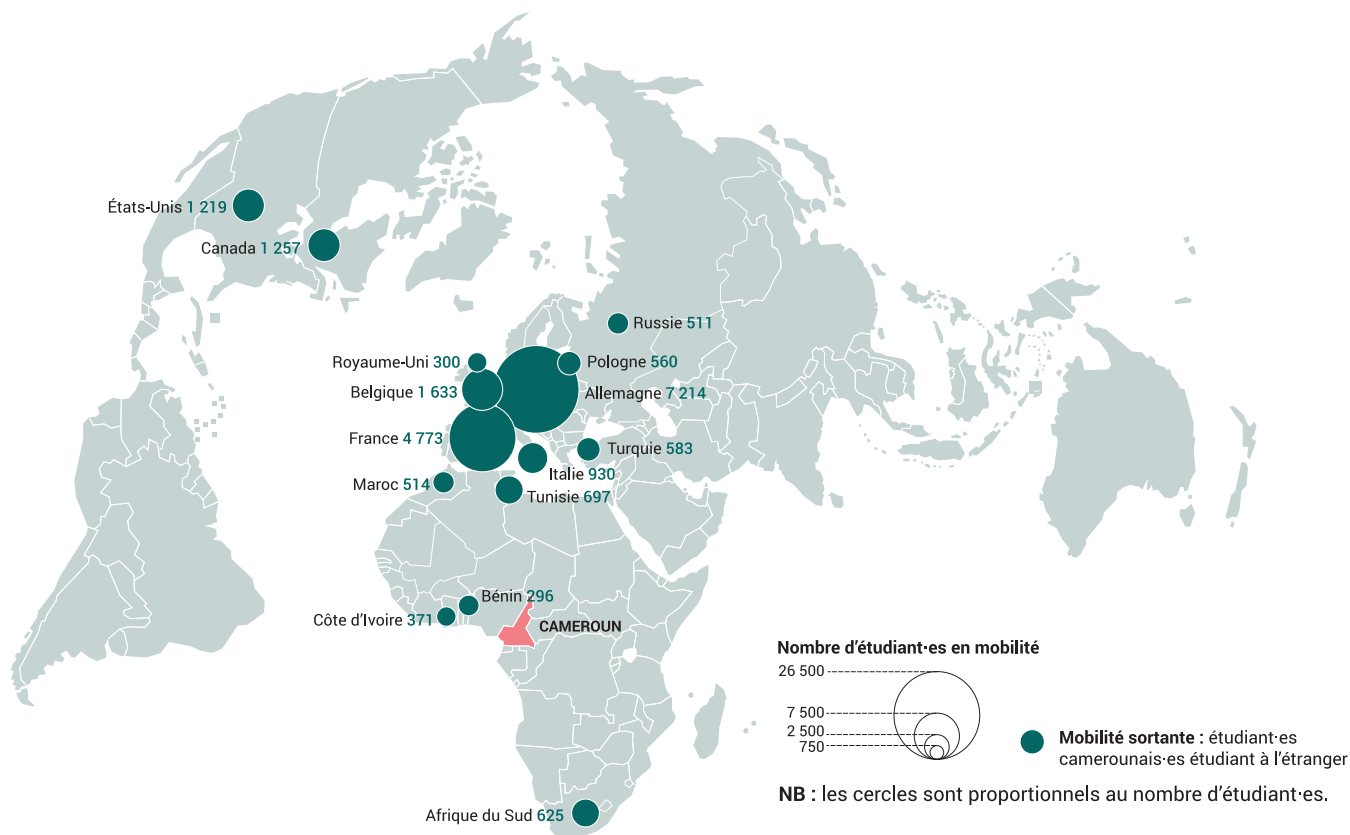 États-Unis 1 219
Canada 1 257
Russie 511
Royaume-Uni 300
Pologne 560
Belgique 1 633
Allemagne 7 214
France 4 773
Turquie 583
Italie 930
Maroc 514
Tunisie 697
Bénin 296
Côte d'Ivoire 371
CAMEROUN
Afrique du Sud 625
Nombre d'étudiant·es en mobilité
26 500
7 500
2 500
750
Mobilité sortante : étudiant·es
camerounais·es étudiant à l'étranger
NB : les cercles sont proportionnels au nombre d'étudiant·es.